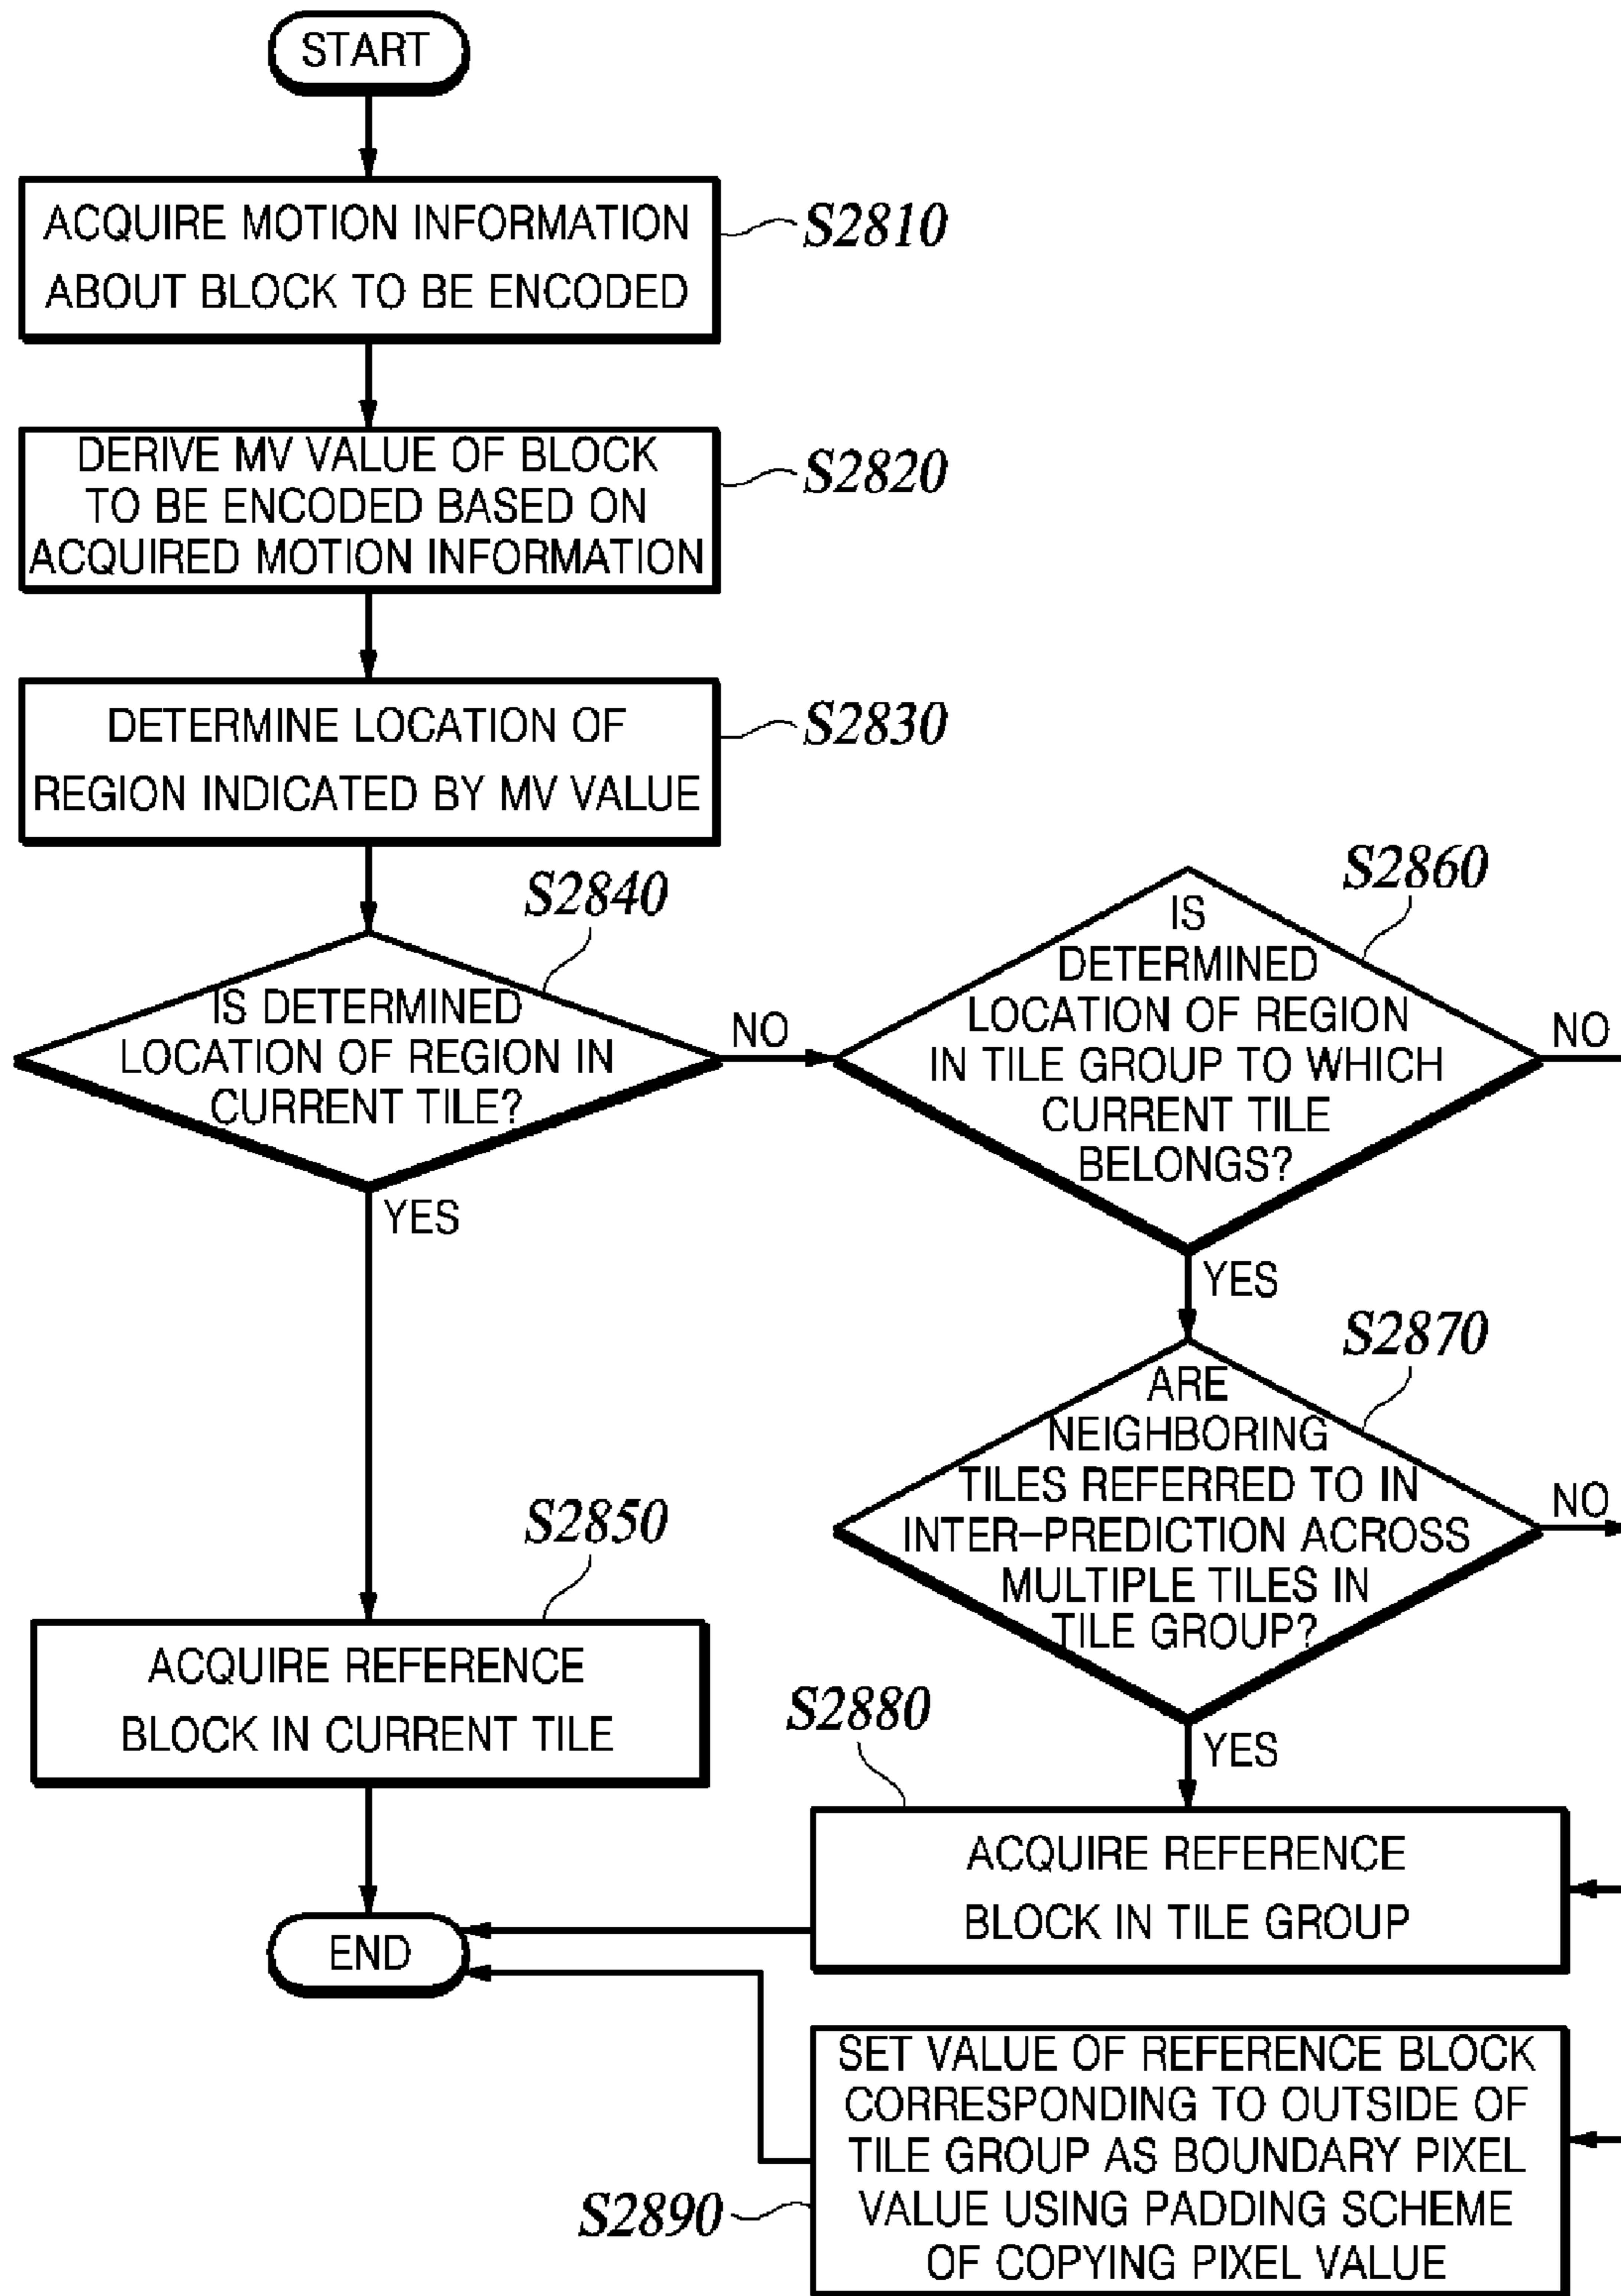 START
ACQUIRE MOTION INFORMATION
ABOUT BLOCK TO BE ENCODED
S2810
DERIVE MV VALUE OF BLOCK
TO BE ENCODED BASED ON
ACQUIRED MOTION INFORMATION
S2820
DETERMINE LOCATION OF
REGION INDICATED BY MV VALUE
S2830
S2840
IS DETERMINED
LOCATION OF REGION IN
CURRENT TILE?
NO
YES
S2850
ACQUIRE REFERENCE
BLOCK IN CURRENT TILE
END
S2860
IS
DETERMINED
LOCATION OF REGION
IN TILE GROUP TO WHICH
CURRENT TILE
BELONGS?
NO
YES
S2870
ARE
NEIGHBORING
TILES REFERRED TO IN
INTER-PREDICTION ACROSS
MULTIPLE TILES IN
TILE GROUP?
NO
YES
S2880
ACQUIRE REFERENCE
BLOCK IN TILE GROUP
SET VALUE OF REFERENCE BLOCK
CORRESPONDING TO OUTSIDE OF
TILE GROUP AS BOUNDARY PIXEL
VALUE USING PADDING SCHEME
OF COPYING PIXEL VALUE
S2890